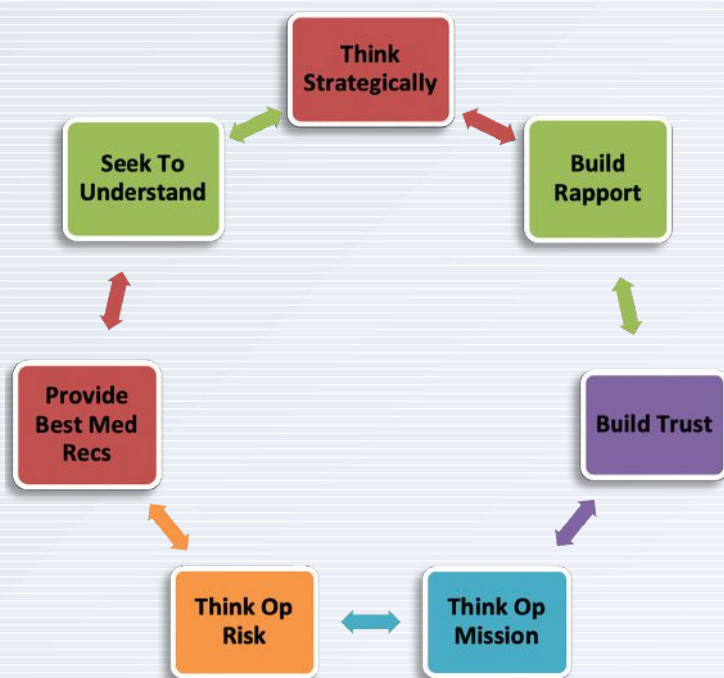 Think
Strategically
Build
Rapport
Build Trust
Think Op
Mission
Think Op
Risk
Provide
Best Med
Recs
Seek To
Understand